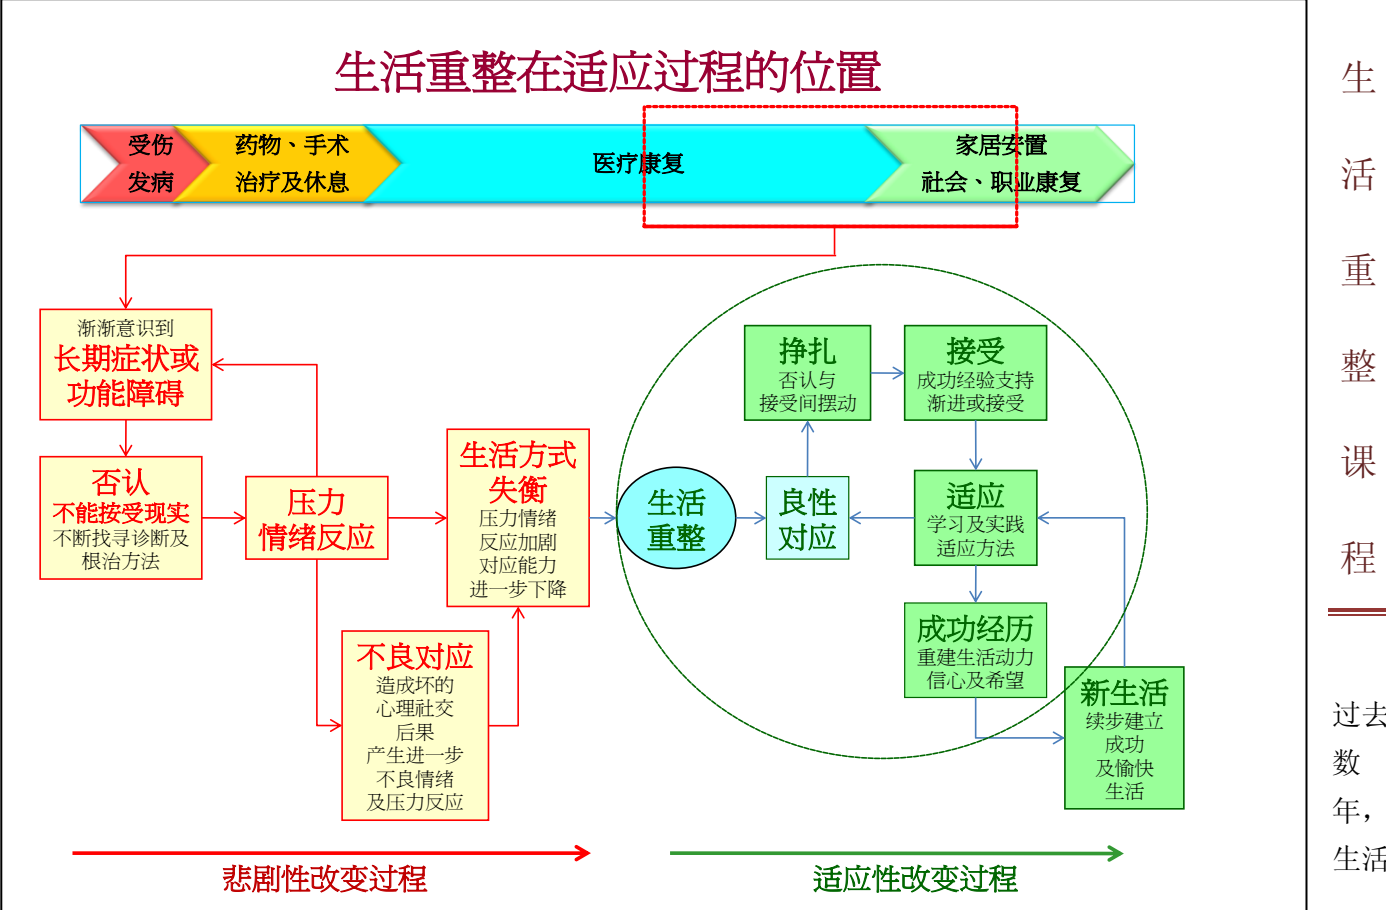 生活重整在适应过程的位置
受伤
发病
药物、手术
治疗及休息
医疗康复
家居安置
社会、职业康复
渐渐意识到
长期症状或
功能障碍
否认
不能按受现实
不断找寻诊断及
根治方法
压力
情绪反应
不良对应
造成坏的
心理社交
后果
产生进一步
不良情绪
及压力反应
生活方式
失衡
压力情绪
反应加剧
对应能力
进一步下降
生活
重整
良性
对应
挣扎
否认与
接受间摆动
接受
成功经验支持
渐进或接受
适应
学习及实践
适应方法
成功经历
重建生活动力
信心及希望
新生活
续步建立
成功
及愉快
生活
悲剧性改变过程
适应性改变过程
生
活
重
整
课
程
过去
数
年，
生活